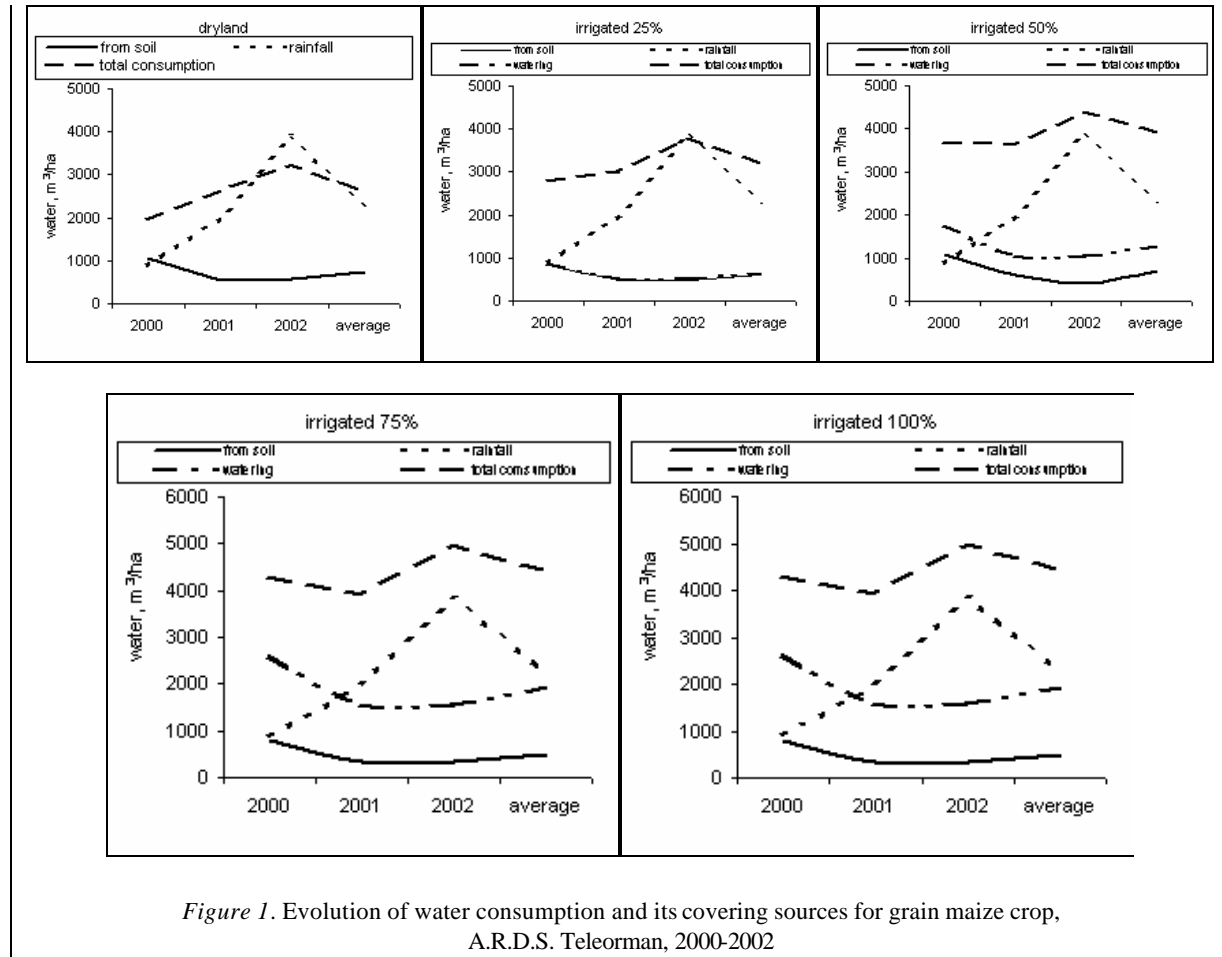 dryland
from soil rainfall
total consumption
5000
4000
3000
2000
1000
0
water, m³/ha
2000 2001 2002 average
irrigated 25%
from soil rainfall
watering total consumption
5000
4000
3000
2000
1000
0
water, m³/ha
2000 2001 2002 average
irrigated 50%
from soil rainfall
watering total consumption
5000
4000
3000
2000
1000
0
water, m³/ha
2000 2001 2002 average
irrigated 75%
from soil rainfall
watering total comsumption
6000
5000
4000
3000
2000
1000
0
water, m³/ha
2000 2001 2002 average
irrigated 100%
from soil rainfall
watering total consumption
6000
5000
4000
3000
2000
1000
0
water, m³/ha
2000 2001 2002 average
Figure 1. Evolution of water consumption and its covering sources for grain maize crop,
A.R.D.S. Teleorman, 2000-2002